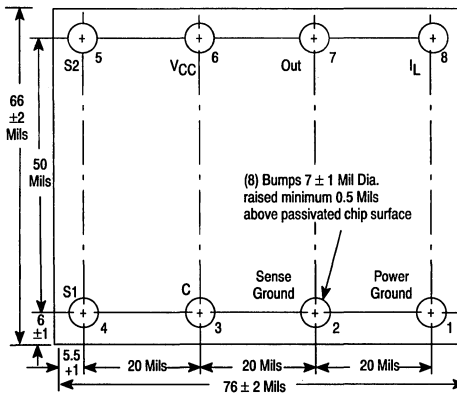 5
6
7
8
S2
VCC
Out
IL
66
±2
Mils
50
Mils
(8) Bumps 7 ± 1 Mil Dia.
raised minimum 0.5 Mils
above passivated chip surface
S1
C
Sense
Ground
Power
Ground
6
±1
4
3
2
1
5.5
+1
20 Mils
20 Mils
20 Mils
76 ± 2 Mils